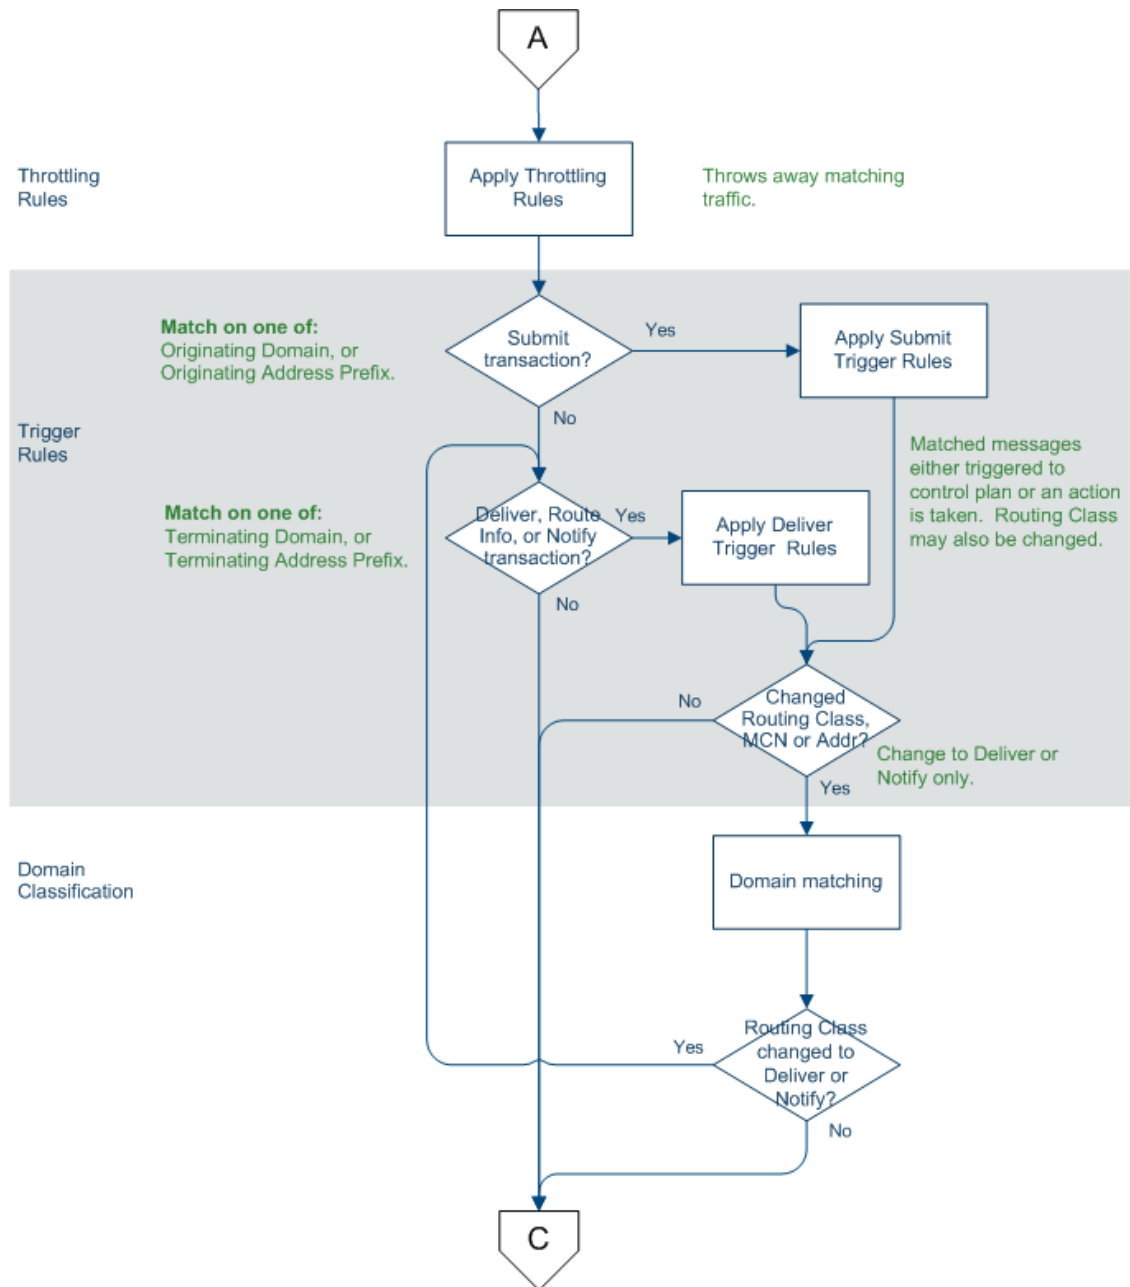 A
Throttling
Rules
Apply Throttling
Rules
Throws away matching
traffic.
Match on one of:
Originating Domain, or
Originating Address Prefix.
Submit
transaction?
Yes
Apply Submit
Trigger Rules
No
Trigger
Rules
Matched messages
either triggered to
control plan or an action
is taken. Routing Class
may also be changed.
Match on one of:
Terminating Domain, or
Terminating Address Prefix.
Deliver, Route
Info, or Notify
transaction?
Yes
Apply Deliver
Trigger Rules
No
No
Changed
Routing Class,
MCN or Addr?
Change to Deliver or
Notify only.
Yes
Domain
Classification
Domain matching
Routing Class
changed to
Deliver or
Notify?
Yes
No
C